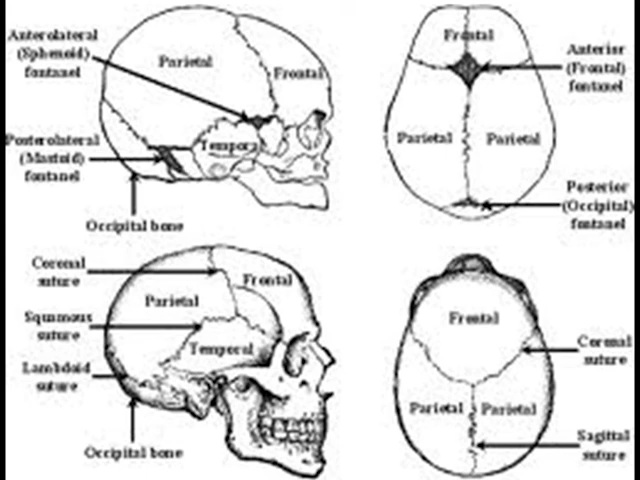 Anterolateral
(Sphenoid)
fontanel
Parietal
Frontal
Temporal
Posterolateral
(Mastoid)
fontanel
Occipital bone
Frontal
Anterior
(Frontal)
fontanel
Parietal
Parietal
Posterior
(Occipital)
fontanel
Coronal
suture
Frontal
Parietal
Squamous
suture
Temporal
Lambdoid
suture
Occipital bone
Frontal
Coronal
suture
Parietal
Parietal
Sagittal
suture